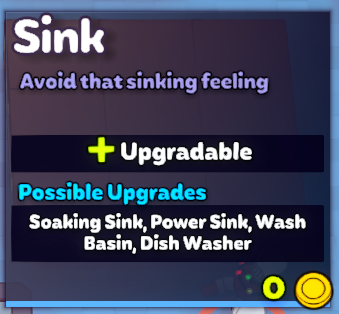 Sink
Avoid that sinking feeling
+ Upgradable
Possible Upgrades
Soaking Sink, Power Sink, Wash
Basin, Dish Washer
0